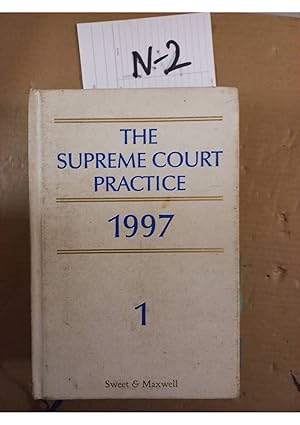 N-2
THE
SUPREME COURT
PRACTICE
1997
1
Sweet & Maxwell